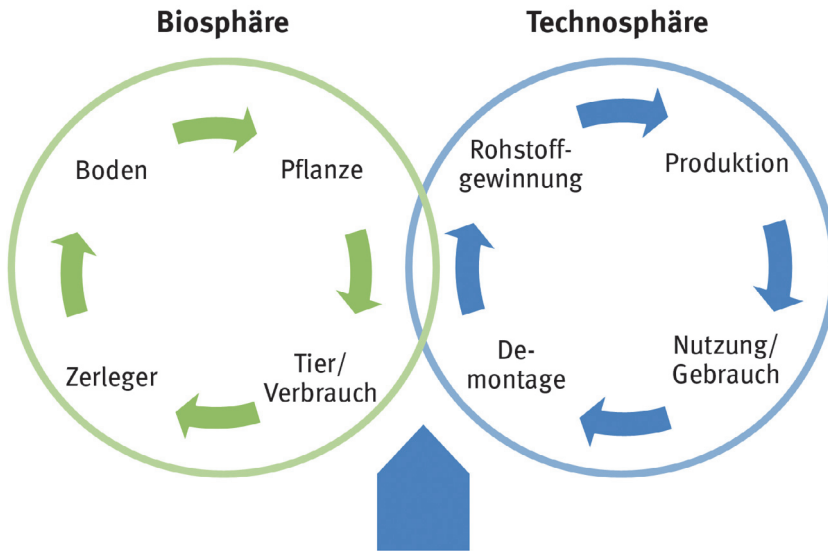 Biosphäre
Technosphäre
Boden
Pflanze
Tier/
Verbrauch
Zerleger
Rohstoff-
gewinnung
Produktion
Nutzung/
Gebrauch
De-
montage